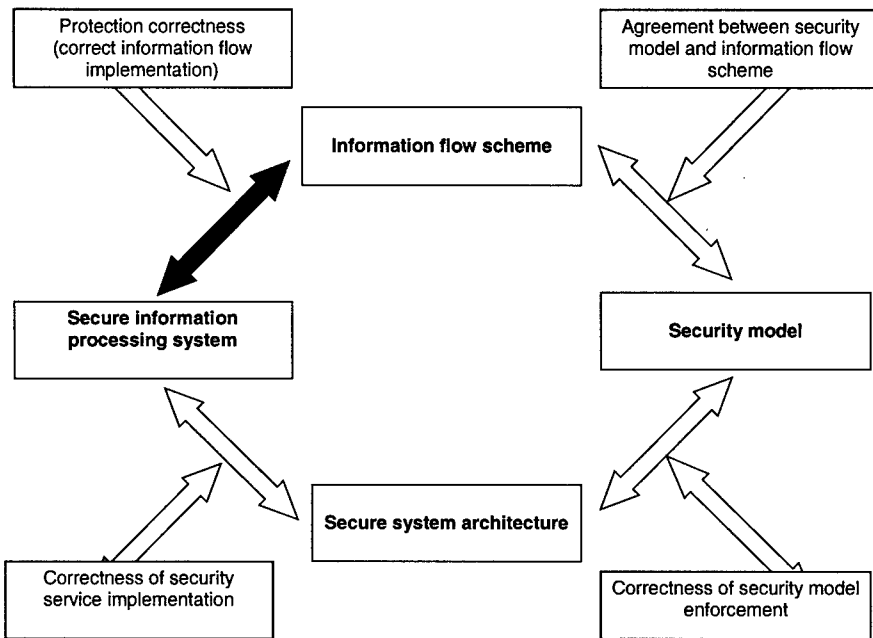 Protection correctness
(correct information flow
implementation)
Agreement between security
model and information flow
scheme
Information flow scheme
Secure information
processing system
Security model
Secure system architecture
Correctness of security
service implementation
Correctness of security model
enforcement